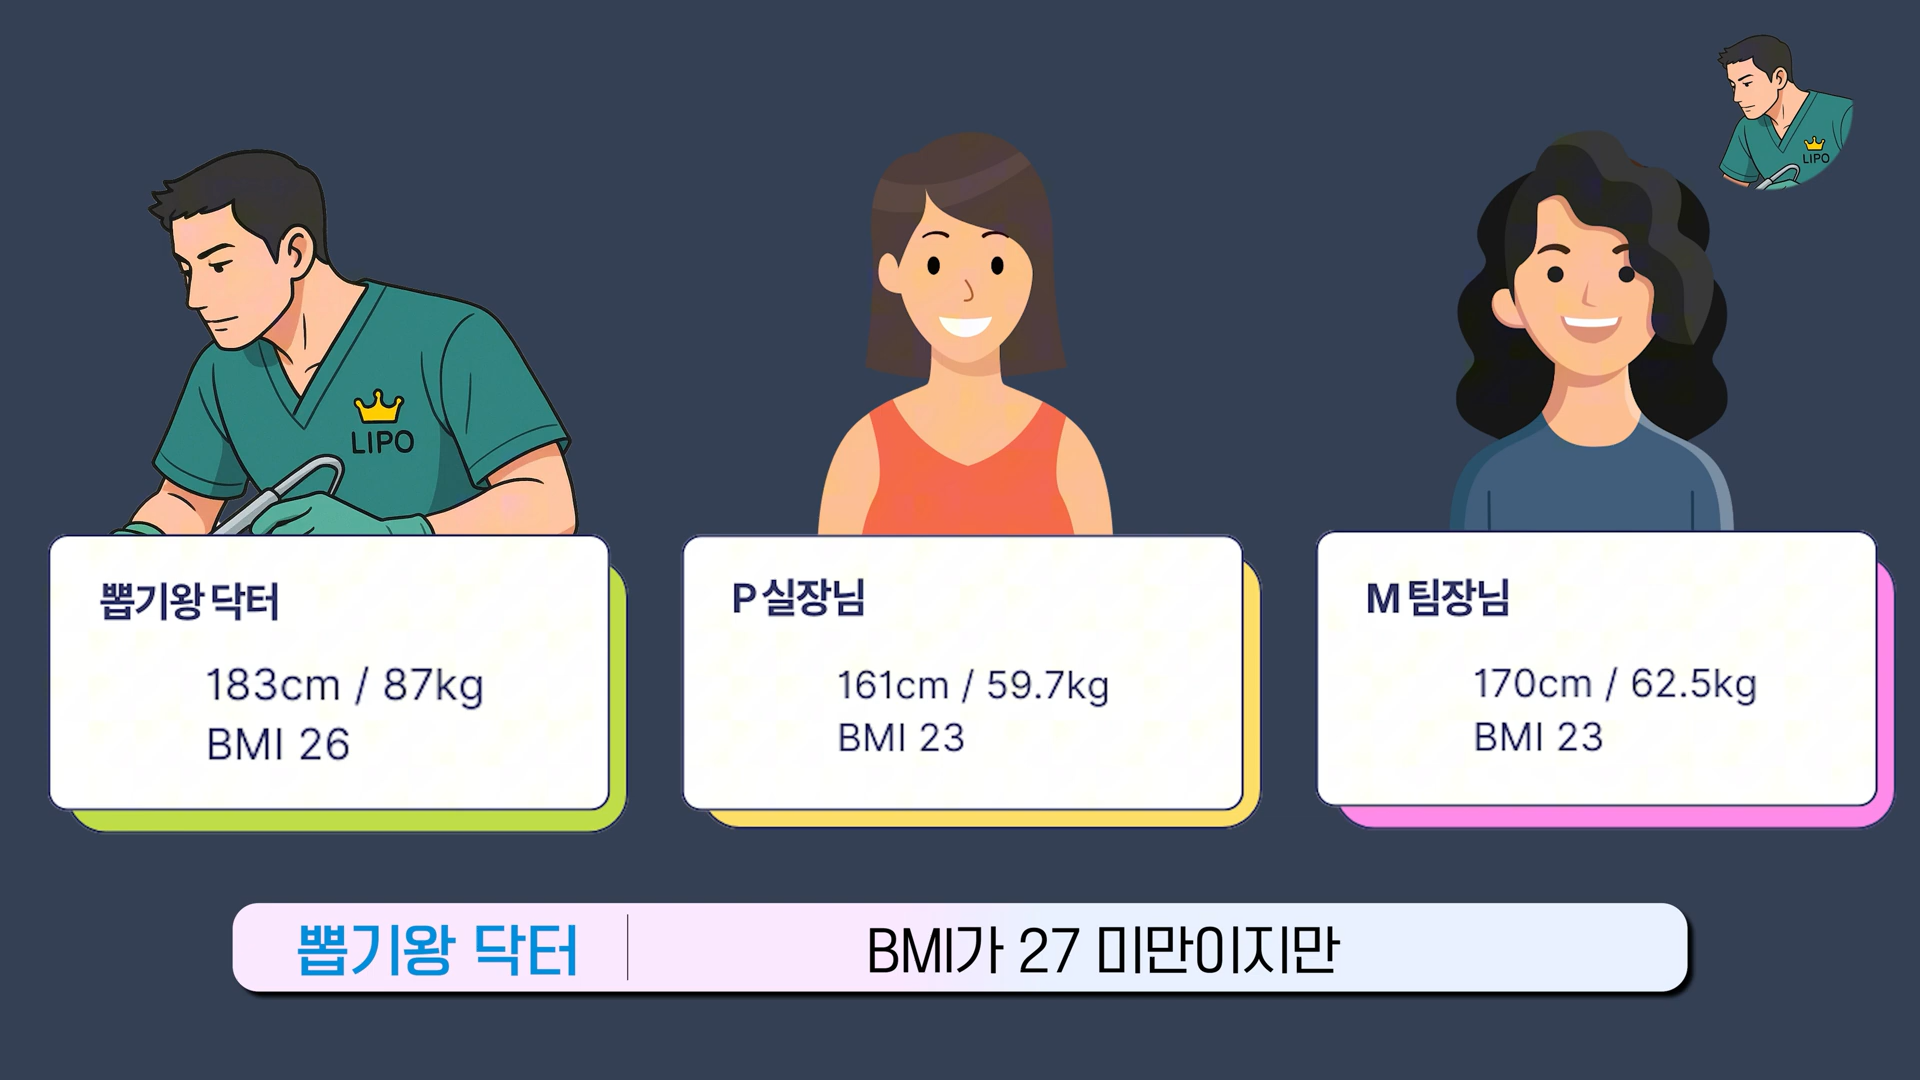 LIPO
LIPO
뽑기왕 닥터
183cm / 87kg
BMI 26
P 실장님
161cm / 59.7kg
BMI 23
M 팀장님
170cm / 62.5kg
BMI 23
뽑기왕 닥터
BMI가 27 미만이지만